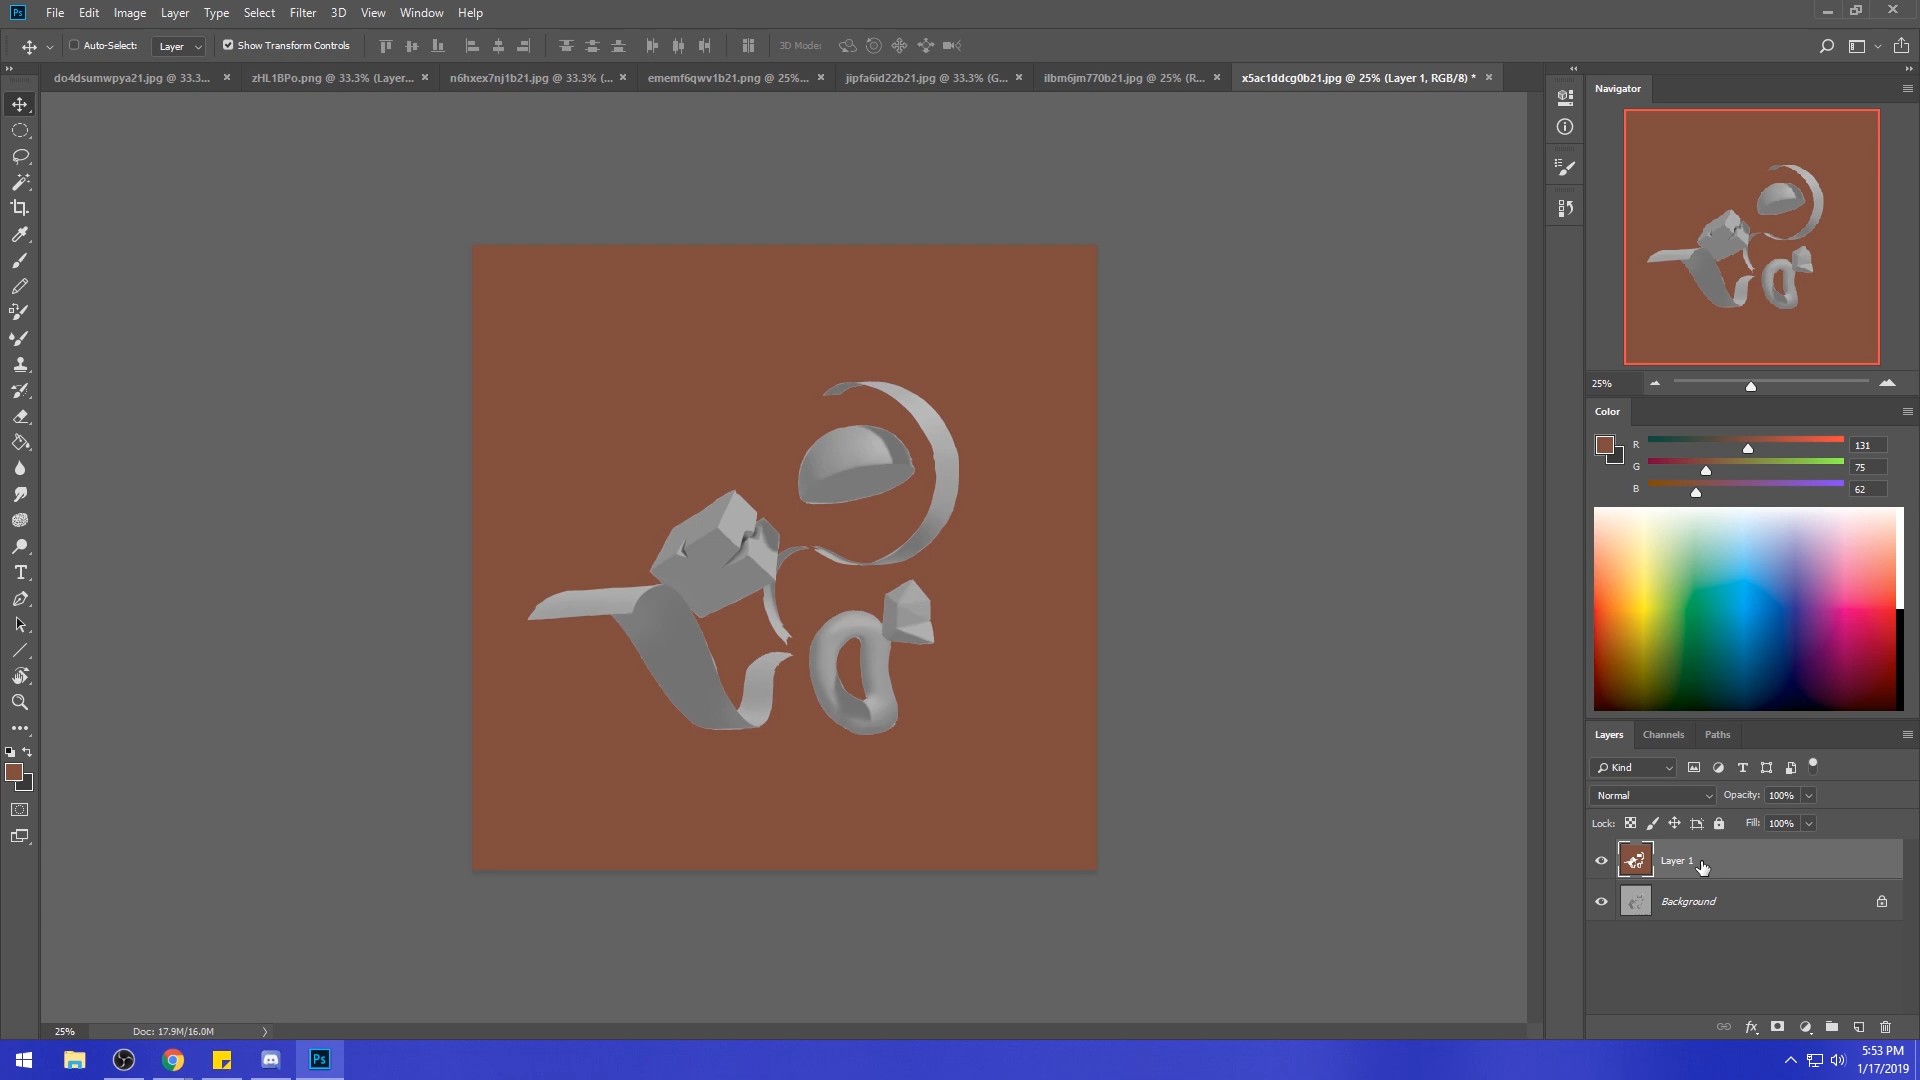 Ps File Edit Image Layer Type Select Filter 3D View Window Help
Auto-Select: Layer Show Transform Controls 3D Mode:
do4dsumwpya21.jpg @ 33.3... × zHL1BPo.png @ 33.3% (Layer... × n6hxex7nj1b21.jpg @ 33.3% (... × ememf6qwv1b21.png @ 25%... × jipfa6id22b21.jpg @ 33.3% (G... × ilbm6jm770b21.jpg @ 25% (R... × x5ac1ddcg0b21.jpg @ 25% (Layer 1, RGB/8) * ×
Navigator
25%
Color
R 131
G 75
B 62
Layers Channels Paths
Kind
Normal Opacity: 100%
Lock: Fill: 100%
Layer 1
Background
25% Doc: 17.9M/16.0M
Ps
5:53 PM
1/17/2019